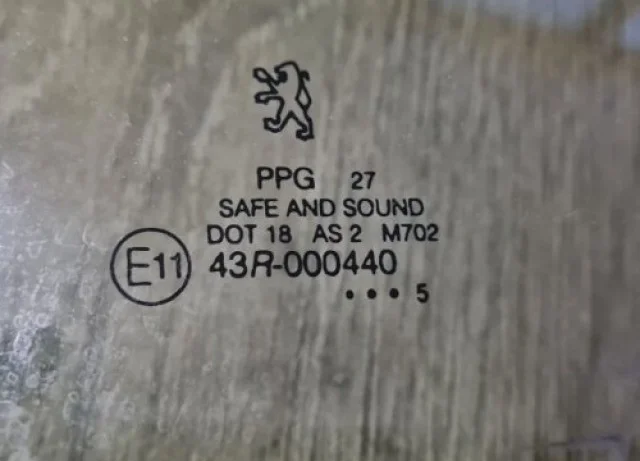 PPG 27
SAFE AND SOUND
DOT 18 AS 2 M702
E11 43R-000440
• • • 5